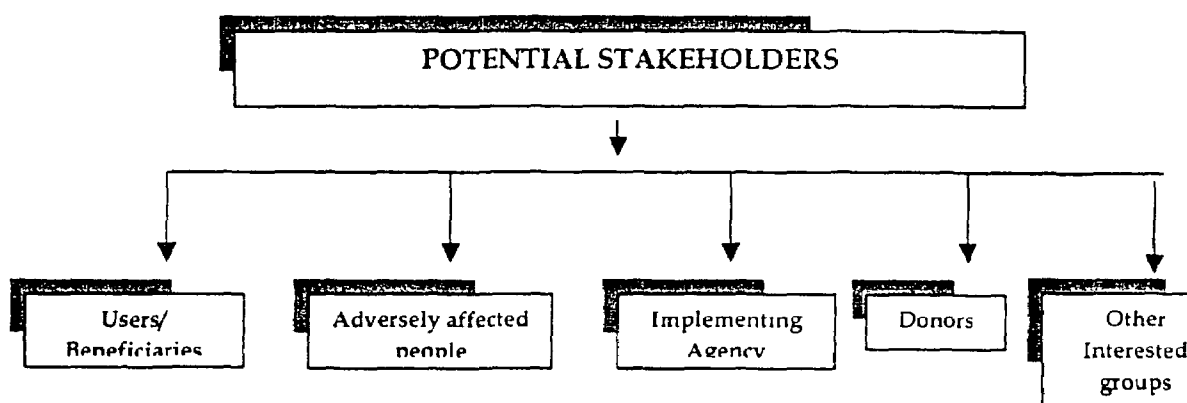 POTENTIAL STAKEHOLDERS
Users/
Beneficiaries
Adversely affected
people
Implementing
Agency
Donors
Other
Interested
groups